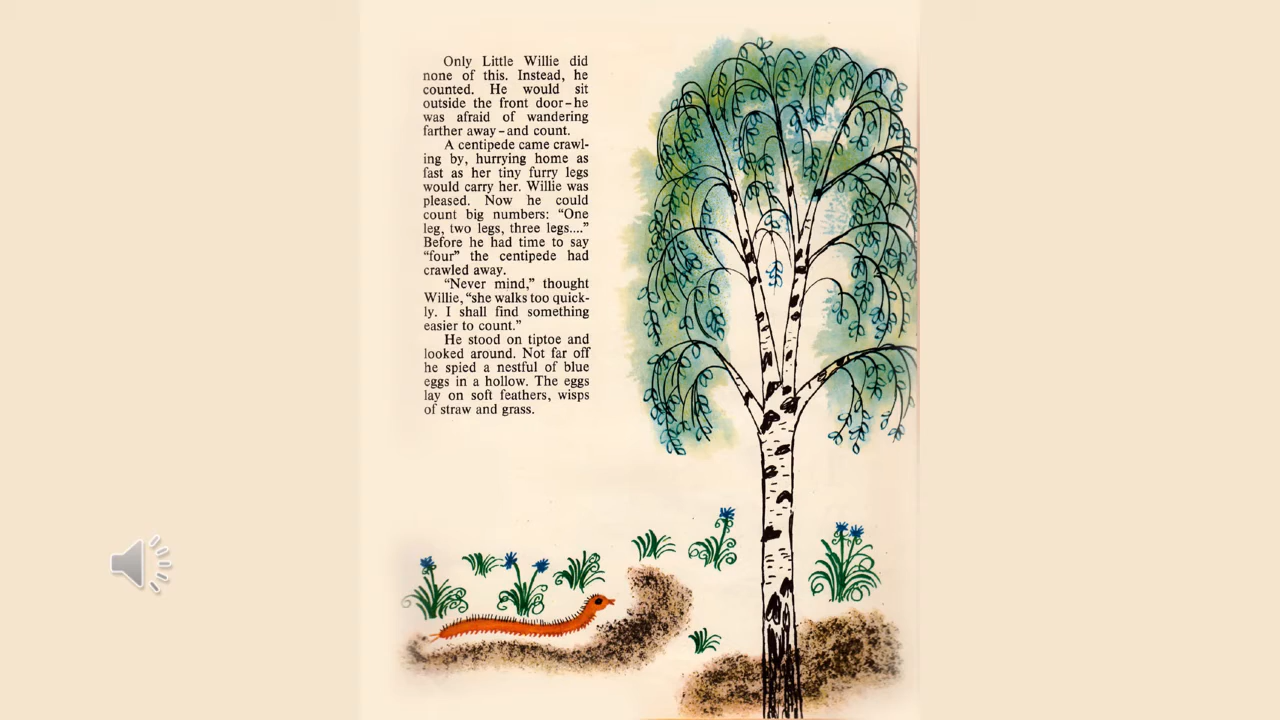 Only Little Willie did
none of this. Instead, he
counted. He would sit
outside the front door–he
was afraid of wandering
farther away–and count.
A centipede came crawl-
ing by, hurrying home as
fast as her tiny furry legs
would carry her. Willie was
pleased. Now he could
count big numbers: “One
leg, two legs, three legs....”
Before he had time to say
“four” the centipede had
crawled away.
“Never mind,” thought
Willie, “she walks too quick-
ly. I shall find something
easier to count.”
He stood on tiptoe and
looked around. Not far off
he spied a nestful of blue
eggs in a hollow. The eggs
lay on soft feathers, wisps
of straw and grass.